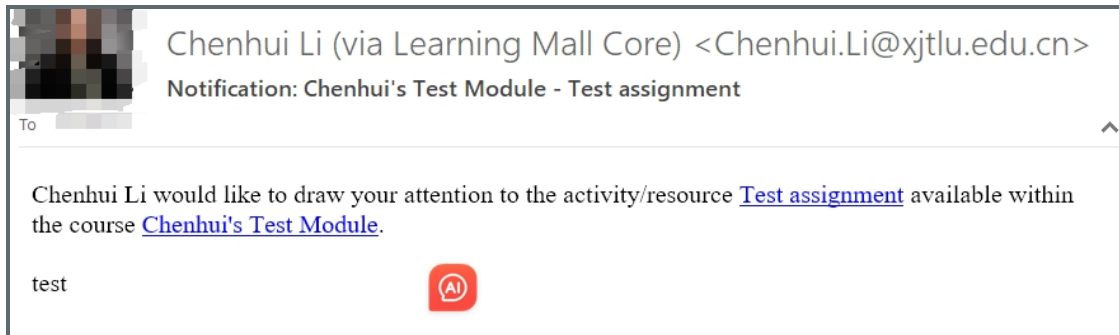 Chenhui Li (via Learning Mall Core) <Chenhui.Li@xjtlu.edu.cn>
Notification: Chenhui's Test Module - Test assignment
To
Chenhui Li would like to draw your attention to the activity/resource Test assignment available within
the course Chenhui's Test Module.
test
AI